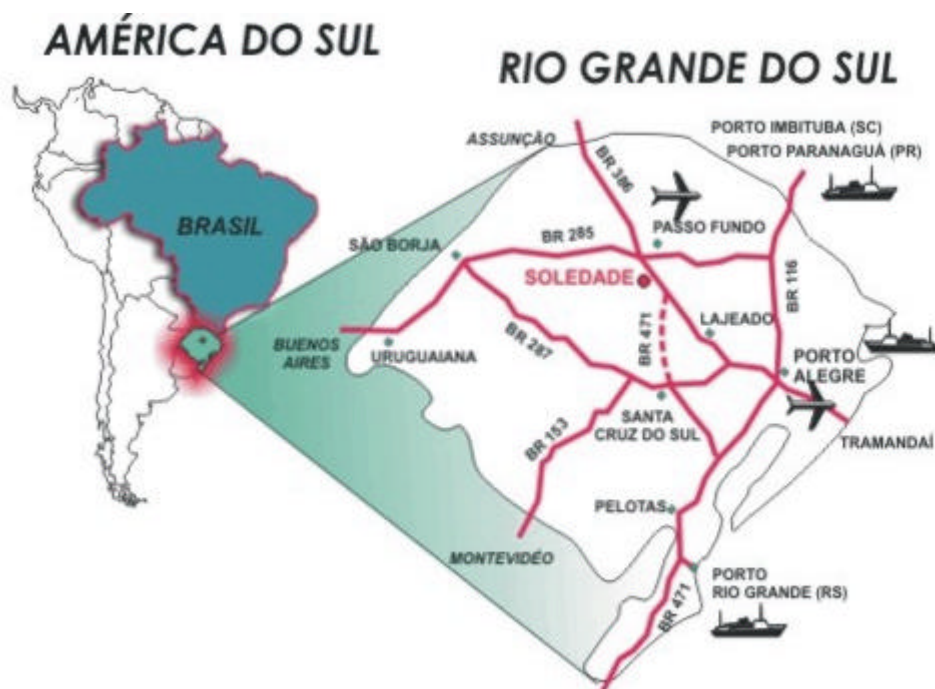 AMÉRICA DO SUL
RIO GRANDE DO SUL
BRASIL
ASSUNÇÃO
PORTO IMBITUBA (SC)
PORTO PARANAGUÁ (PR)
BR 386
PASSO FUNDO
SÃO BORJA
BR 285
SOLEDADE
BR 116
BR 471
LAJEADO
BUENOS
AIRES
URUGUAIANA
BR 287
PORTO
ALEGRE
SANTA
CRUZ DO SUL
BR 153
TRAMANDAÍ
PELOTAS
MONTEVIDÉO
PORTO
RIO GRANDE (RS)
BR 471